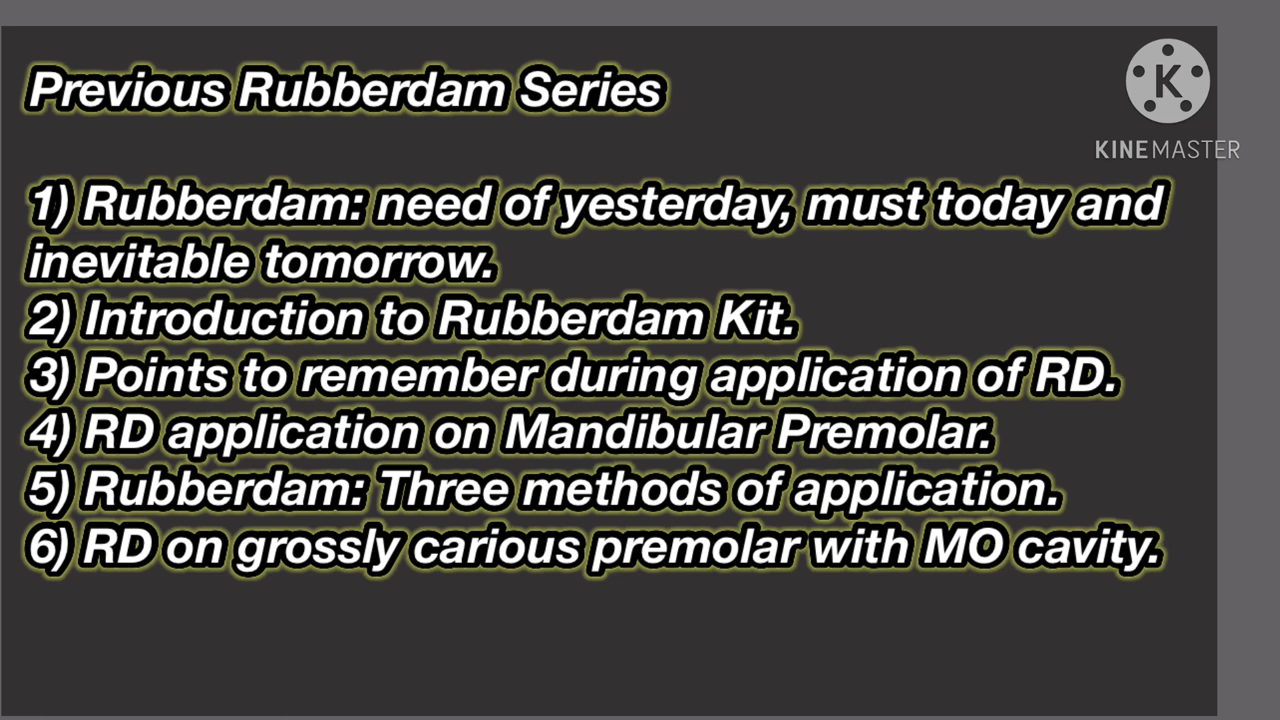 Previous Rubberdam Series
K
KINEMASTER
1) Rubberdam: need of yesterday, must today and
inevitable tomorrow.
2) Introduction to Rubberdam Kit.
3) Points to remember during application of RD.
4) RD application on Mandibular Premolar.
5) Rubberdam: Three methods of application.
6) RD on grossly carious premolar with MO cavity.